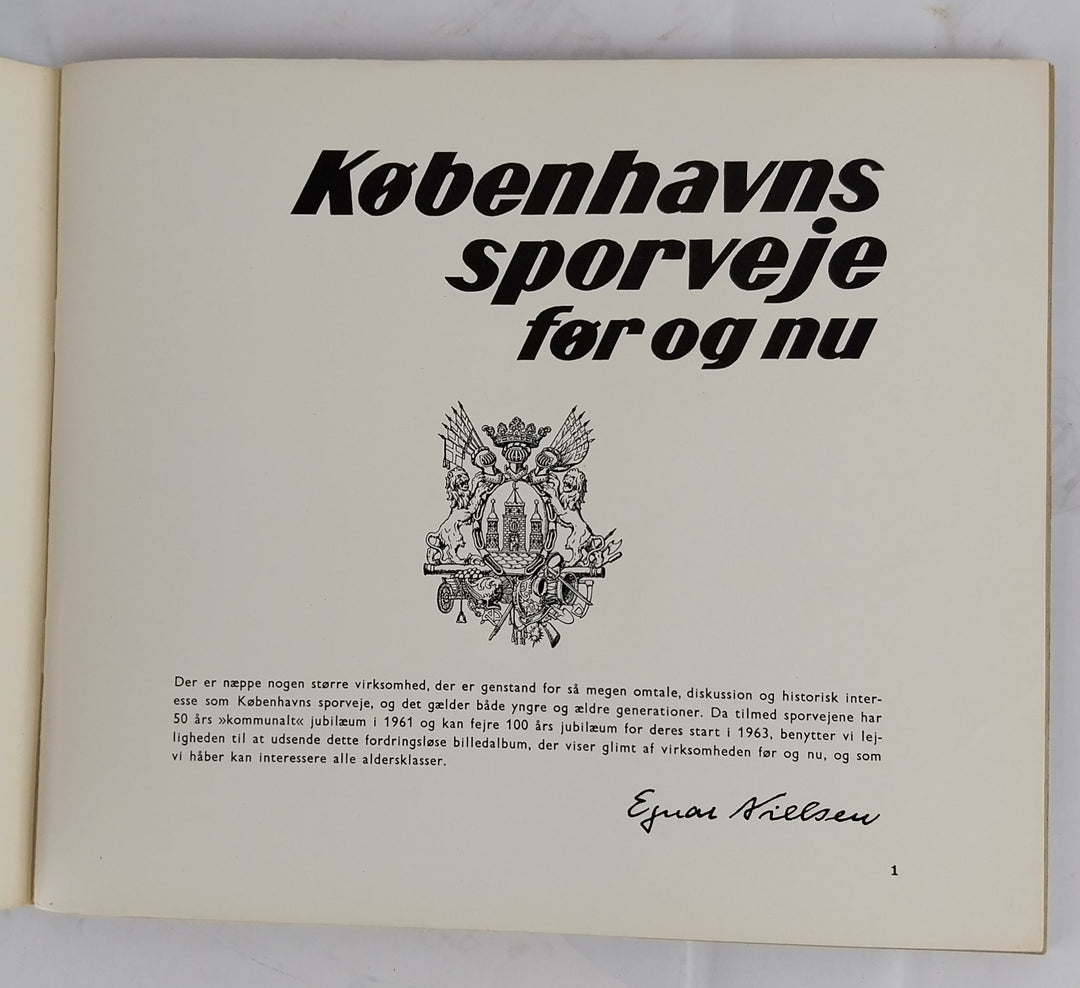 Københavns
sporveje
før og nu
Der er næppe nogen større virksomhed, der er genstand for så megen omtale, diskussion og historisk inter-
esse som Københavns sporveje, og det gælder både yngre og ældre generationer. Da tilmed sporvejene har
50 års »kommunalt« jubilæum i 1961 og kan fejre 100 års jubilæum for deres start i 1963, benytter vi lej-
ligheden til at udsende dette fordringsløse billedalbum, der viser glimt af virksomheden før og nu, og som
vi håber kan interessere alle aldersklasser.
Egnar Nielsen
1